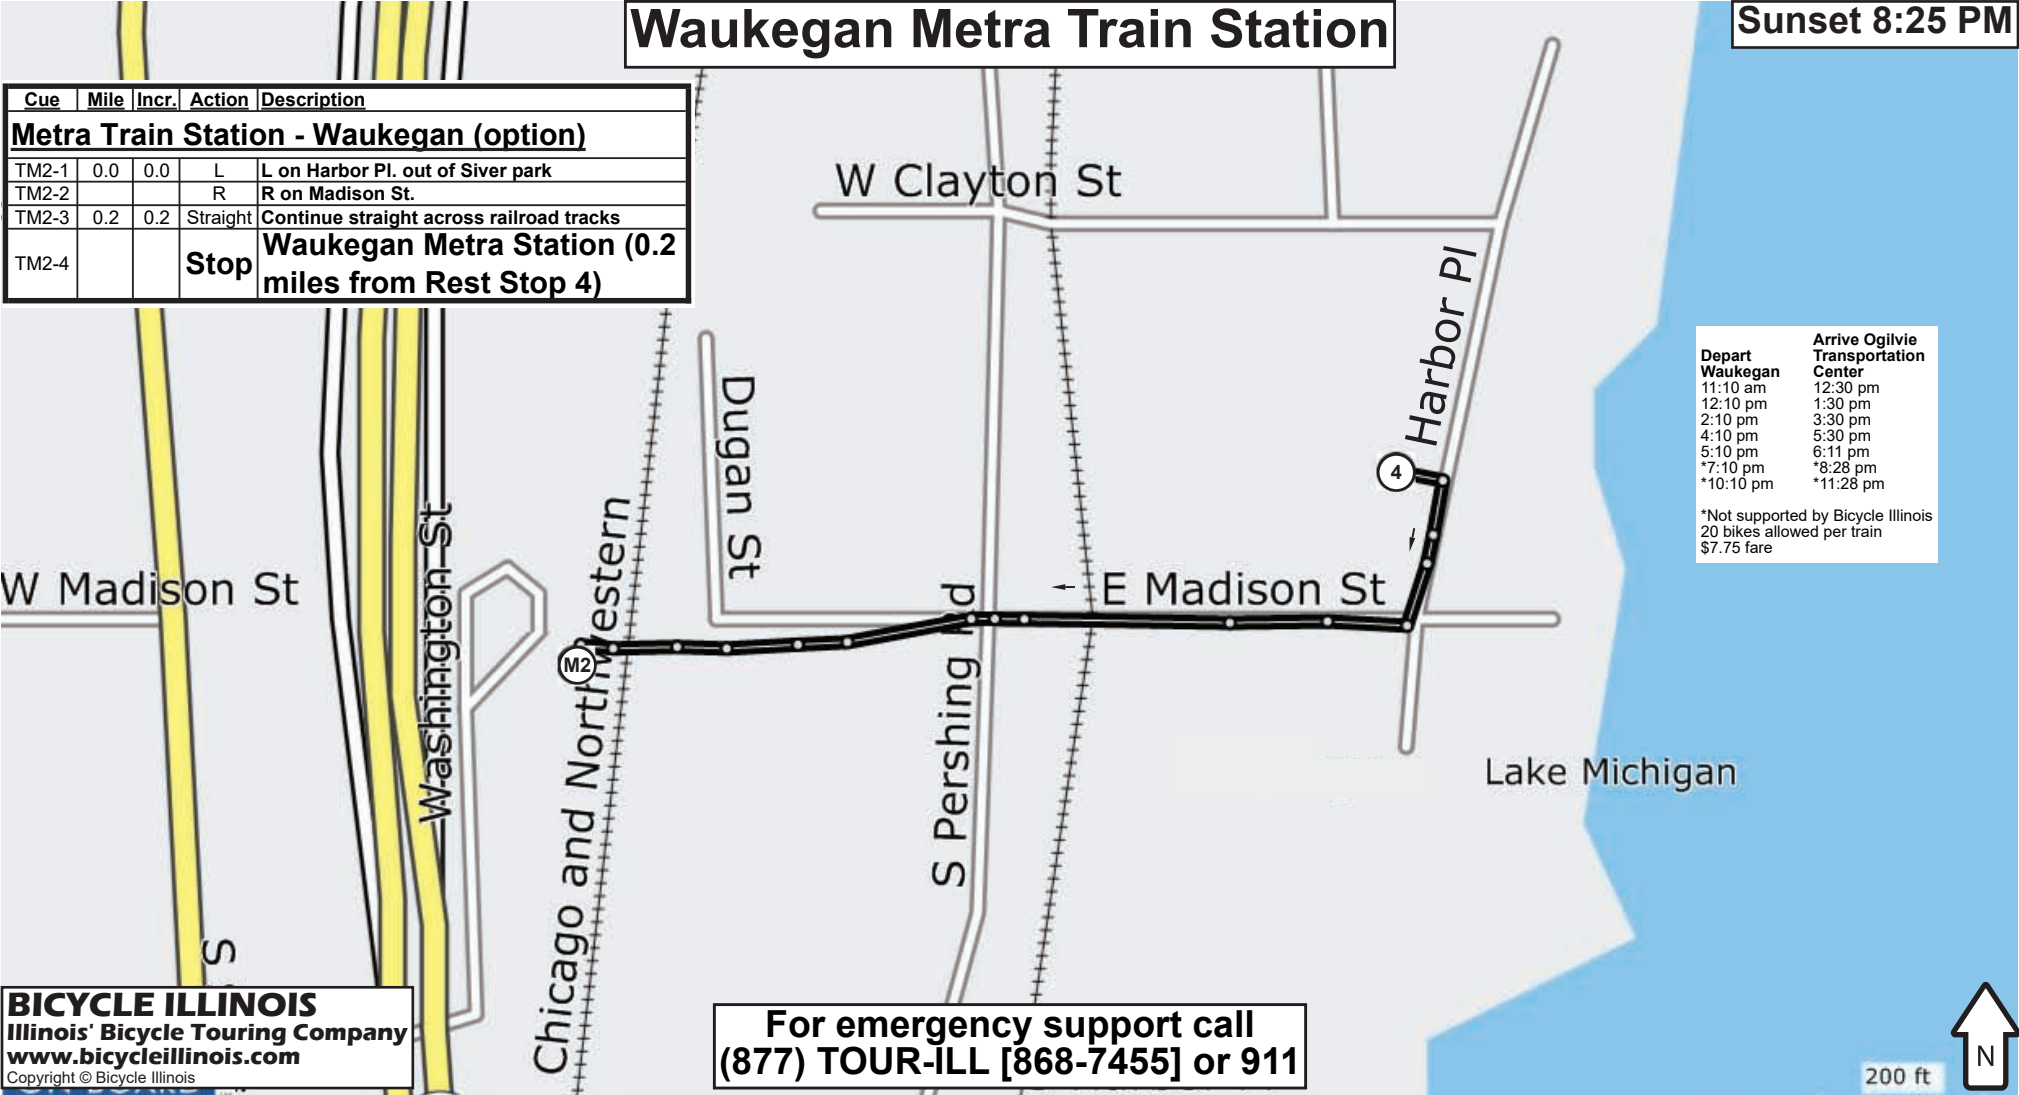 Waukegan Metra Train Station
Sunset 8:25 PM
Cue Mile Incr. Action Description
Metra Train Station - Waukegan (option)
TM2-1 0.0 0.0 L L on Harbor Pl. out of Siver park
TM2-2 R R on Madison St.
TM2-3 0.2 0.2 Straight Continue straight across railroad tracks
TM2-4 Stop Waukegan Metra Station (0.2
miles from Rest Stop 4)
W Clayton St
Harbor Pl
Dugan St
Depart
Waukegan
Arrive Ogilvie
Transportation
Center
11:10 am 12:30 pm
12:10 pm 1:30 pm
2:10 pm 3:30 pm
4:10 pm 5:30 pm
5:10 pm 6:11 pm
*7:10 pm *8:28 pm
*10:10 pm *11:28 pm
*Not supported by Bicycle Illinois
20 bikes allowed per train
$7.75 fare
4
W Madison St
Washington St
Chicago and Northwestern
E Madison St
M2
S Pershing Rd
Lake Michigan
S
BICYCLE ILLINOIS
Illinois' Bicycle Touring Company
www.bicycleillinois.com
Copyright © Bicycle Illinois
For emergency support call
(877) TOUR-ILL [868-7455] or 911
200 ft
N